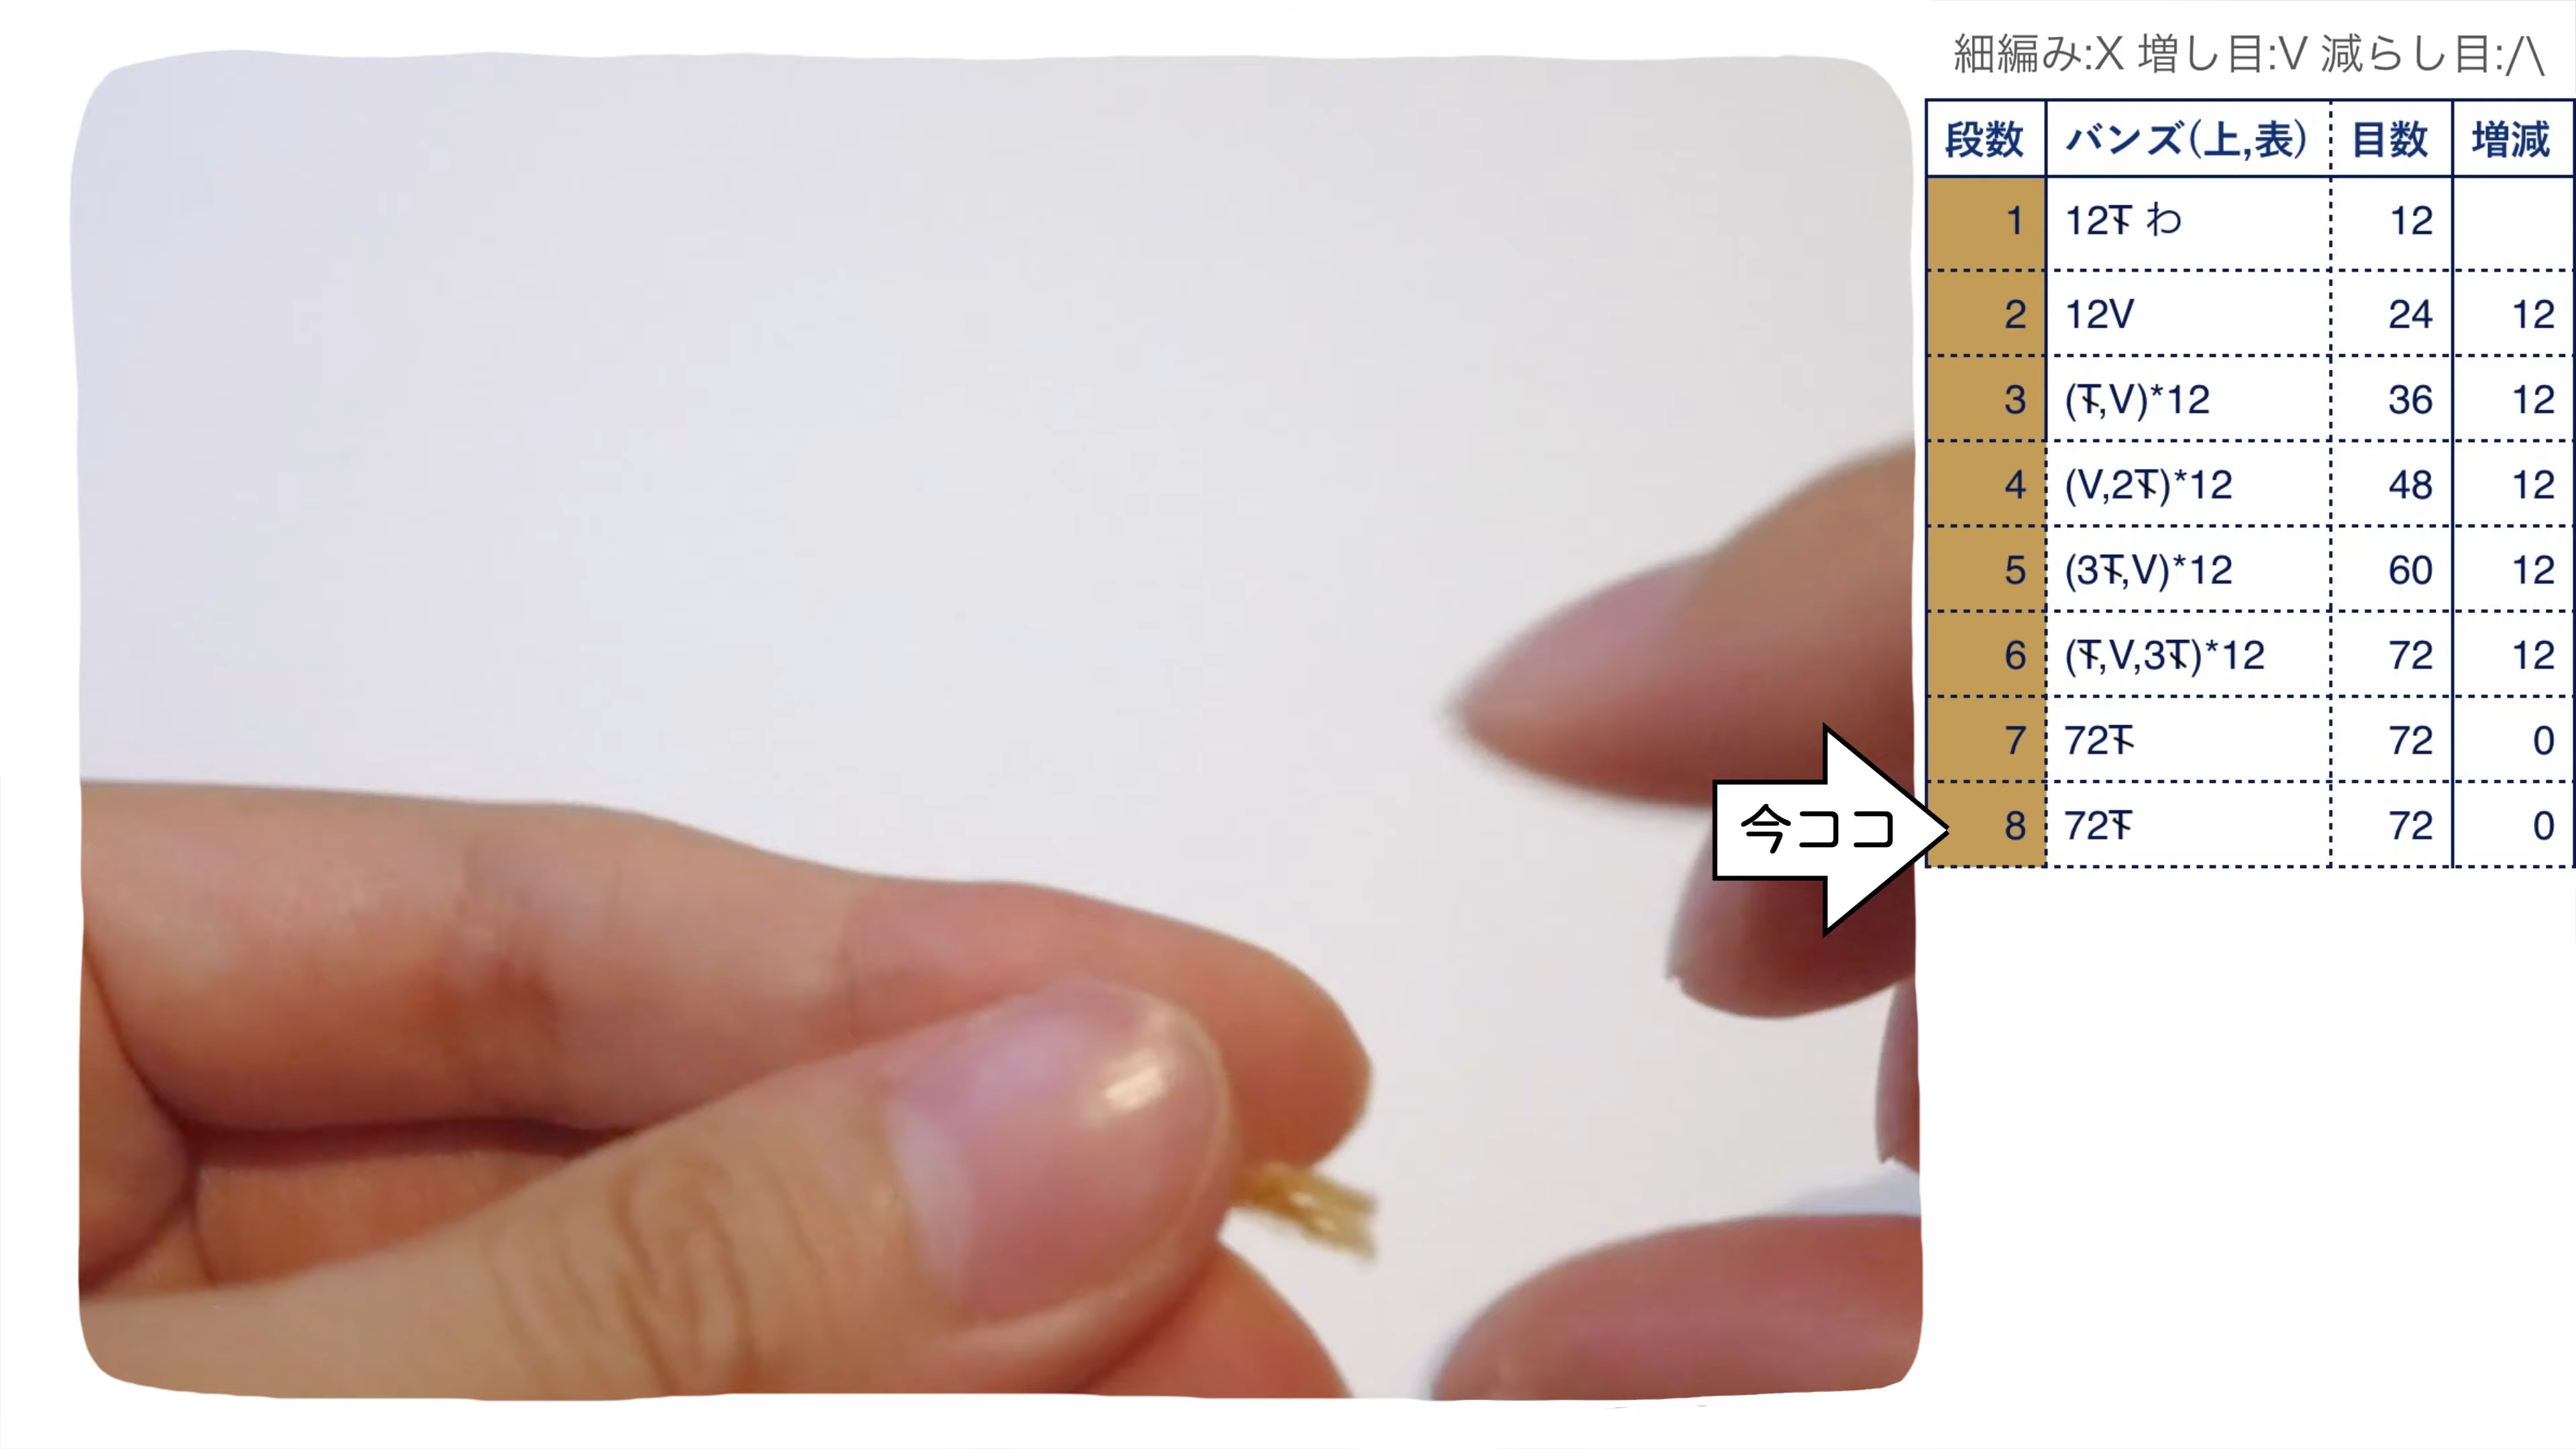 細編み:X 増し目:V 減らし目:/\
段数 バンズ(上,表) 目数 増減
1 12T わ 12
2 12V 24 12
3 (T,V)*12 36 12
4 (V,2T)*12 48 12
5 (3T,V)*12 60 12
6 (T,V,3T)*12 72 12
7 72T 72 0
今ココ 8 72T 72 0